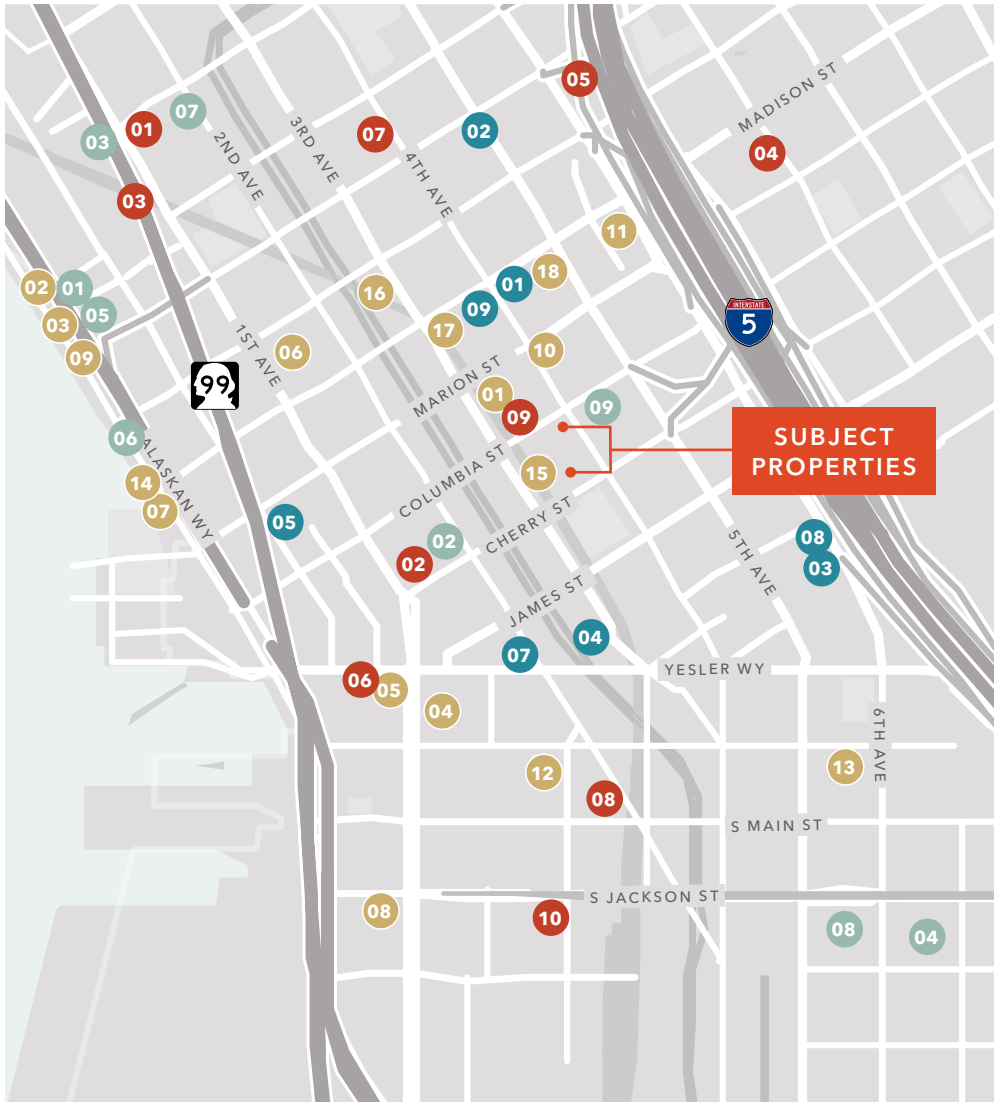 05
MADISON ST
07
01
07
02
3RD AVE
03
2ND AVE
4TH AVE
04
03
11
18
02
01
01
16
05
09
INTERSTATE
5
03
17
1ST AVE
06
10
09
99
MARION ST
01
09
09
SUBJECT
PROPERTIES
06
COLUMBIA ST
15
ALASKAN WY
14
07
05
CHERRY ST
02
02
5TH AVE
08
03
JAMES ST
04
07
YESLER WY
06
05
04
6TH AVE
12
13
08
S MAIN ST
S JACKSON ST
08
10
08
04